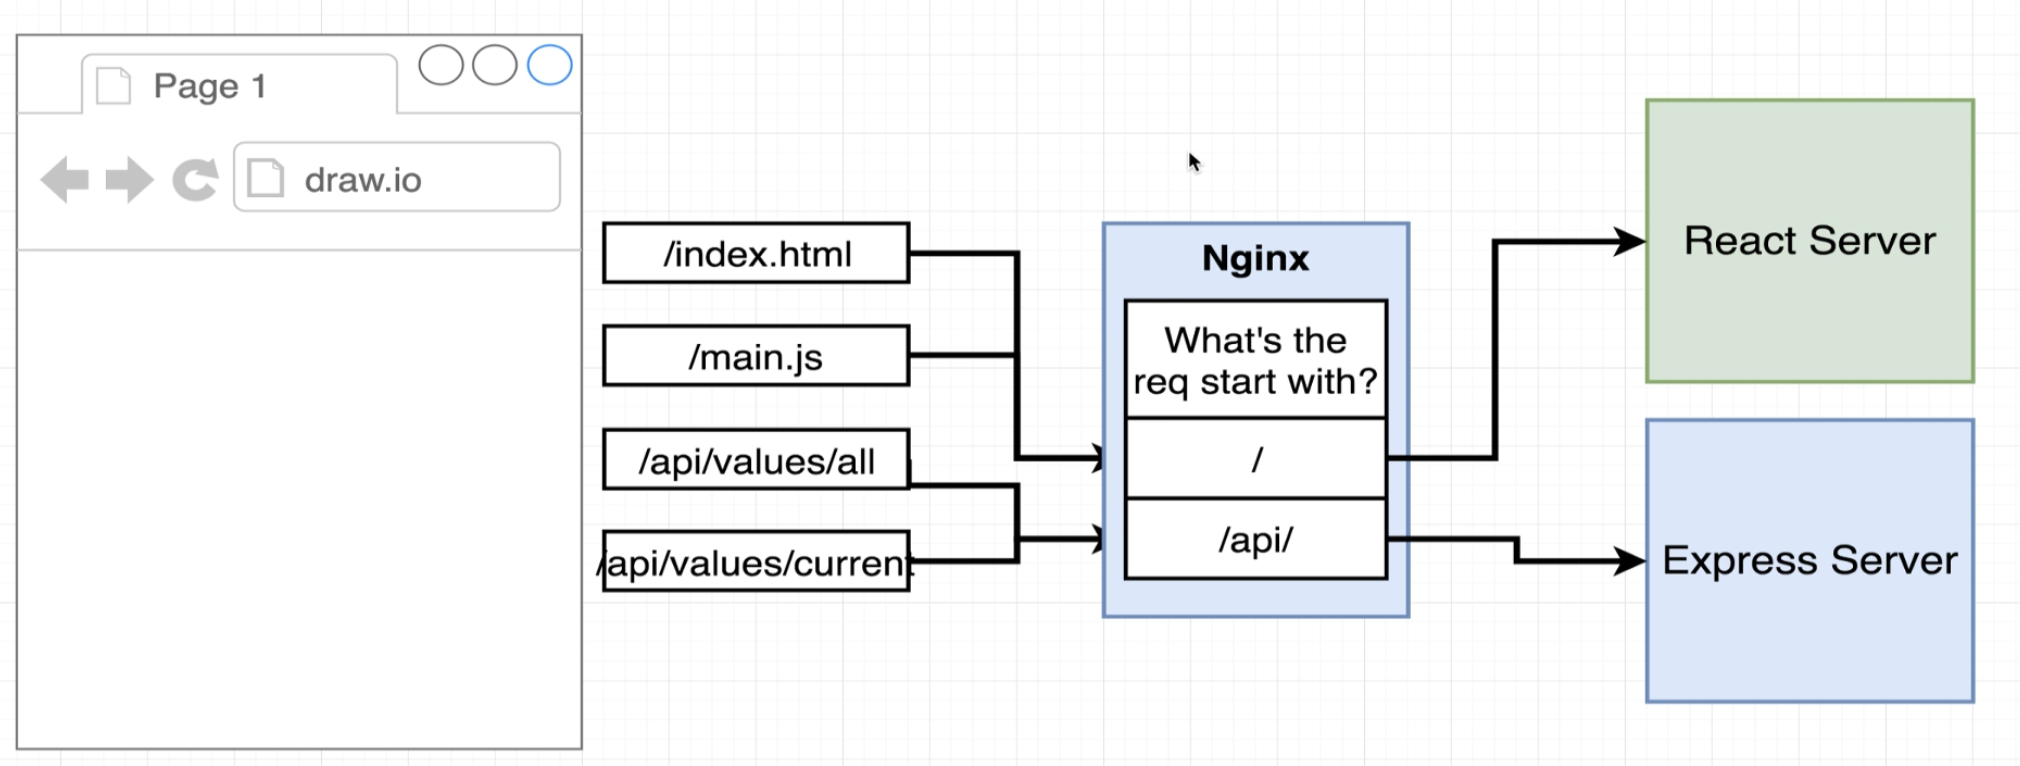 Page 1
draw.io
/index.html
/main.js
/api/values/all
/api/values/current
Nginx
What's the
req start with?
/
/api/
React Server
Express Server